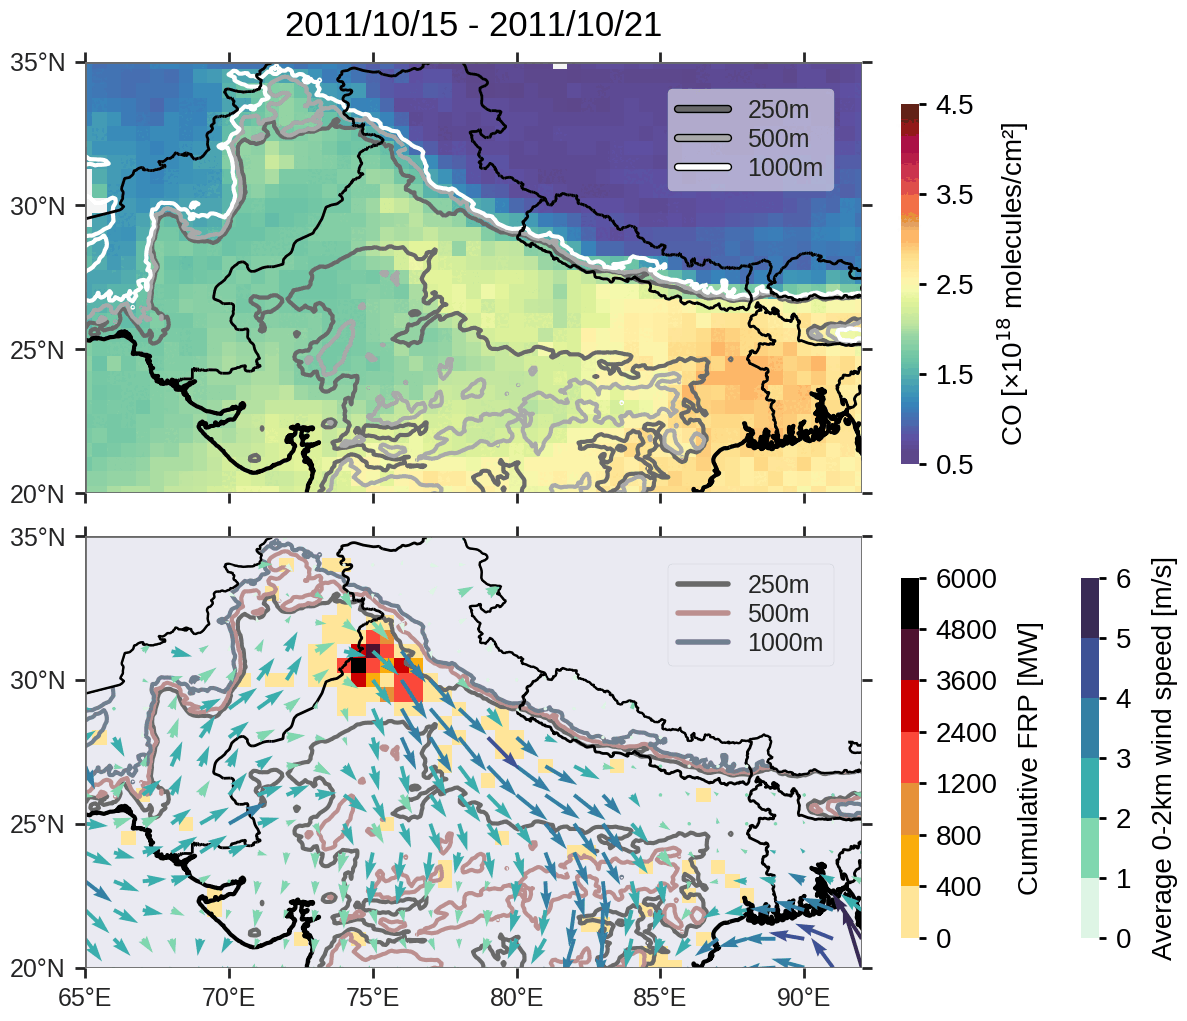 2011/10/15 - 2011/10/21
35°N
30°N
25°N
20°N
250m
500m
1000m
4.5
3.5
2.5
1.5
0.5
CO [×10¹⁸ molecules/cm²]
35°N
30°N
25°N
20°N
65°E
70°E
75°E
80°E
85°E
90°E
250m
500m
1000m
6000
4800
3600
2400
1200
800
400
0
Cumulative FRP [MW]
6
5
4
3
2
1
0
Average 0-2km wind speed [m/s]